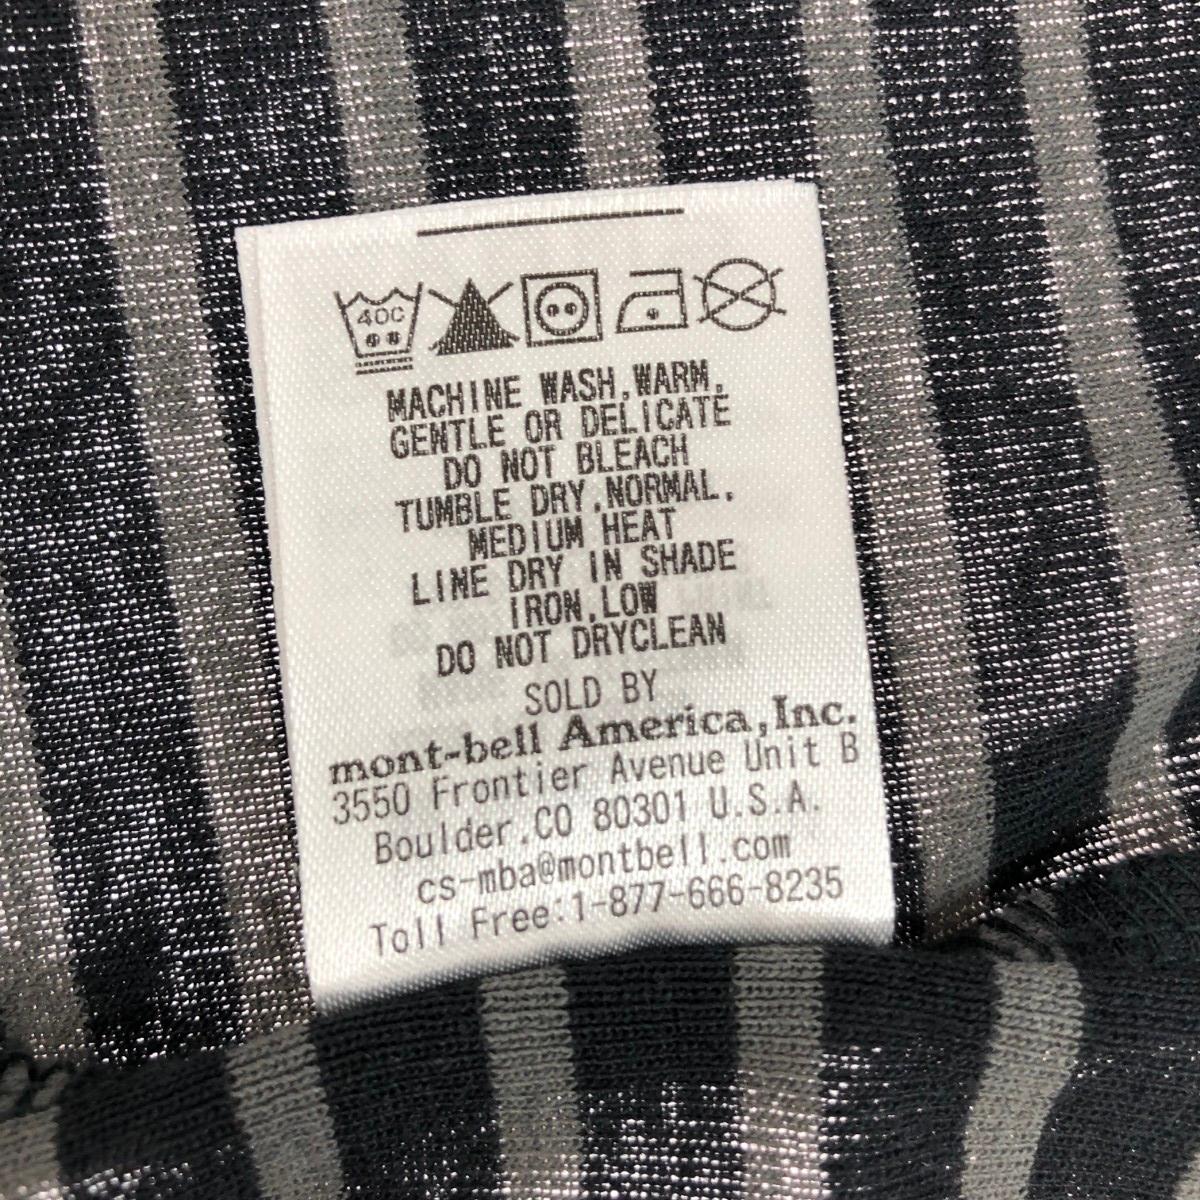 40C
MACHINE WASH,WARM,
GENTLE OR DELICATE
DO NOT BLEACH
TUMBLE DRY,NORMAL,
MEDIUM HEAT
LINE DRY IN SHADE
IRON,LOW
DO NOT DRYCLEAN
SOLD BY
mont-bell America,Inc.
3550 Frontier Avenue Unit B
Boulder,CO 80301 U.S.A.
cs-mba@montbell.com
Toll Free:1-877-666-8235